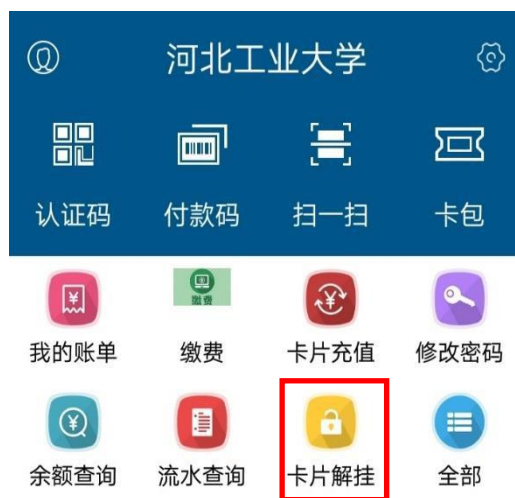 河北工业大学
认证码 付款码 扫一扫 卡包
缴费
我的账单 缴费 卡片充值 修改密码
余额查询 流水查询 卡片解挂 全部